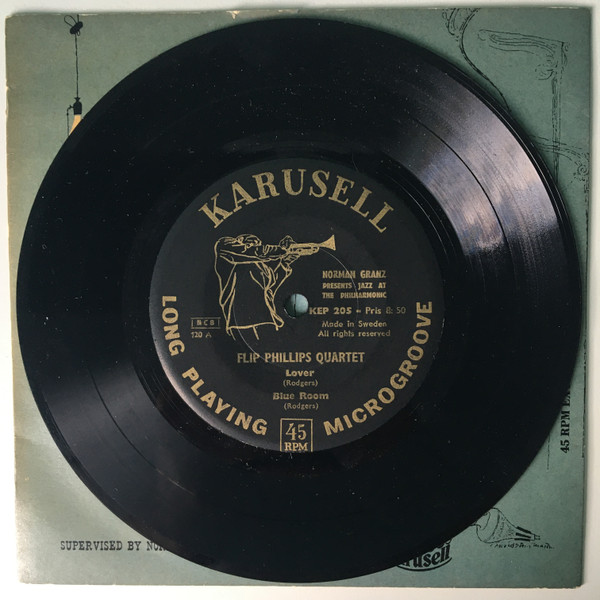 KARUSELL
NORMAN GRANZ
PRESENTS JAZZ AT
THE PHILHARMONIC
KEP 205 - Pris 8:50
Made in Sweden
All rights reserved
NCB
120 A
FLIP PHILLIPS QUARTET
Lover
(Rodgers)
Blue Room
(Rodgers)
LONG PLAYING MICROGROOVE
45
RPM
45 RPM
SUPERVISED BY